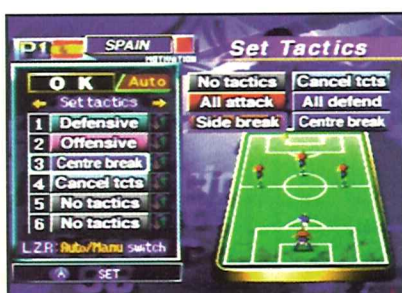 P1 SPAIN
MOTIVATION
Set Tactics
OK / Auto
Set tactics
1 Defensive
2 Offensive
3 Centre break
4 Cancel tcts
5 No tactics
6 No tactics
L.Z.R: Auto/Manu switch
A SET
No tactics Cancel tcts
All attack All defend
Side break Centre break